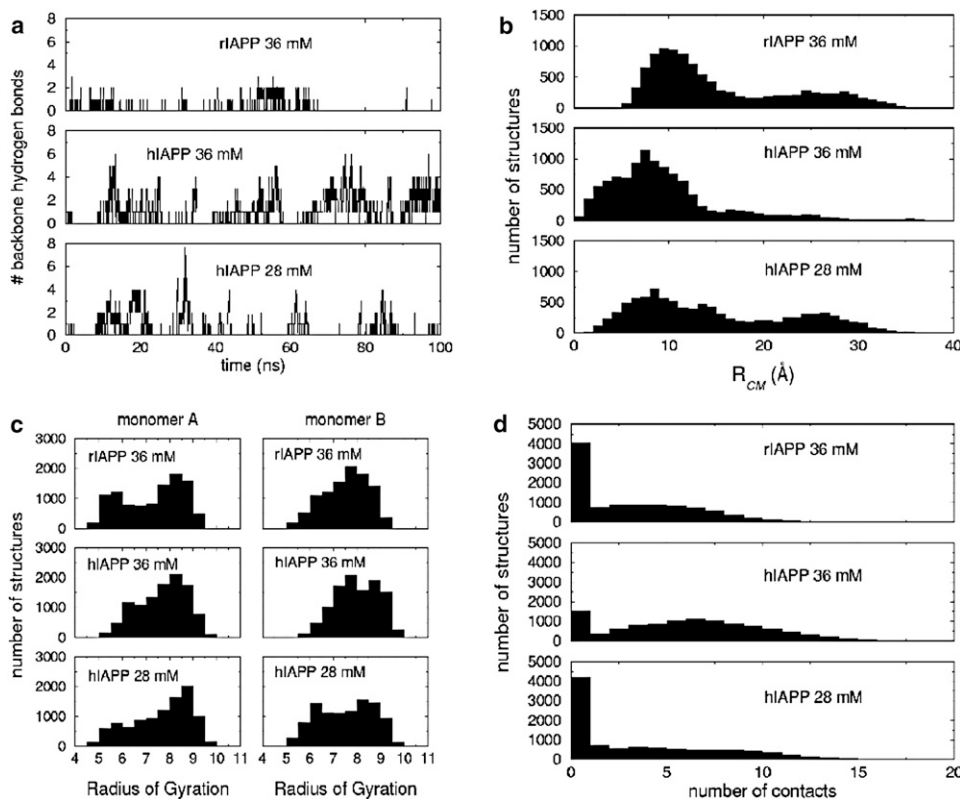 a
# backbone hydrogen bonds
8
6
4
2
0
rIAPP 36 mM
8
6
4
2
0
hIAPP 36 mM
8
6
4
2
0
hIAPP 28 mM
0 20 40 60 80 100
time (ns)
b
number of structures
1500
1000
500
0
rIAPP 36 mM
1500
1000
500
0
hIAPP 36 mM
1500
1000
500
0
hIAPP 28 mM
0 10 20 30 40
R CM (Å)
c
monomer A monomer B
number of structures
3000
2000
1000
0
rIAPP 36 mM rIAPP 36 mM
3000
2000
1000
0
hIAPP 36 mM hIAPP 36 mM
3000
2000
1000
0
hIAPP 28 mM hIAPP 28 mM
4 5 6 7 8 9 10 11 4 5 6 7 8 9 10 11
Radius of Gyration Radius of Gyration
d
number of structures
5000
4000
3000
2000
1000
0
rIAPP 36 mM
5000
4000
3000
2000
1000
0
hIAPP 36 mM
5000
4000
3000
2000
1000
0
hIAPP 28 mM
0 5 10 15 20
number of contacts